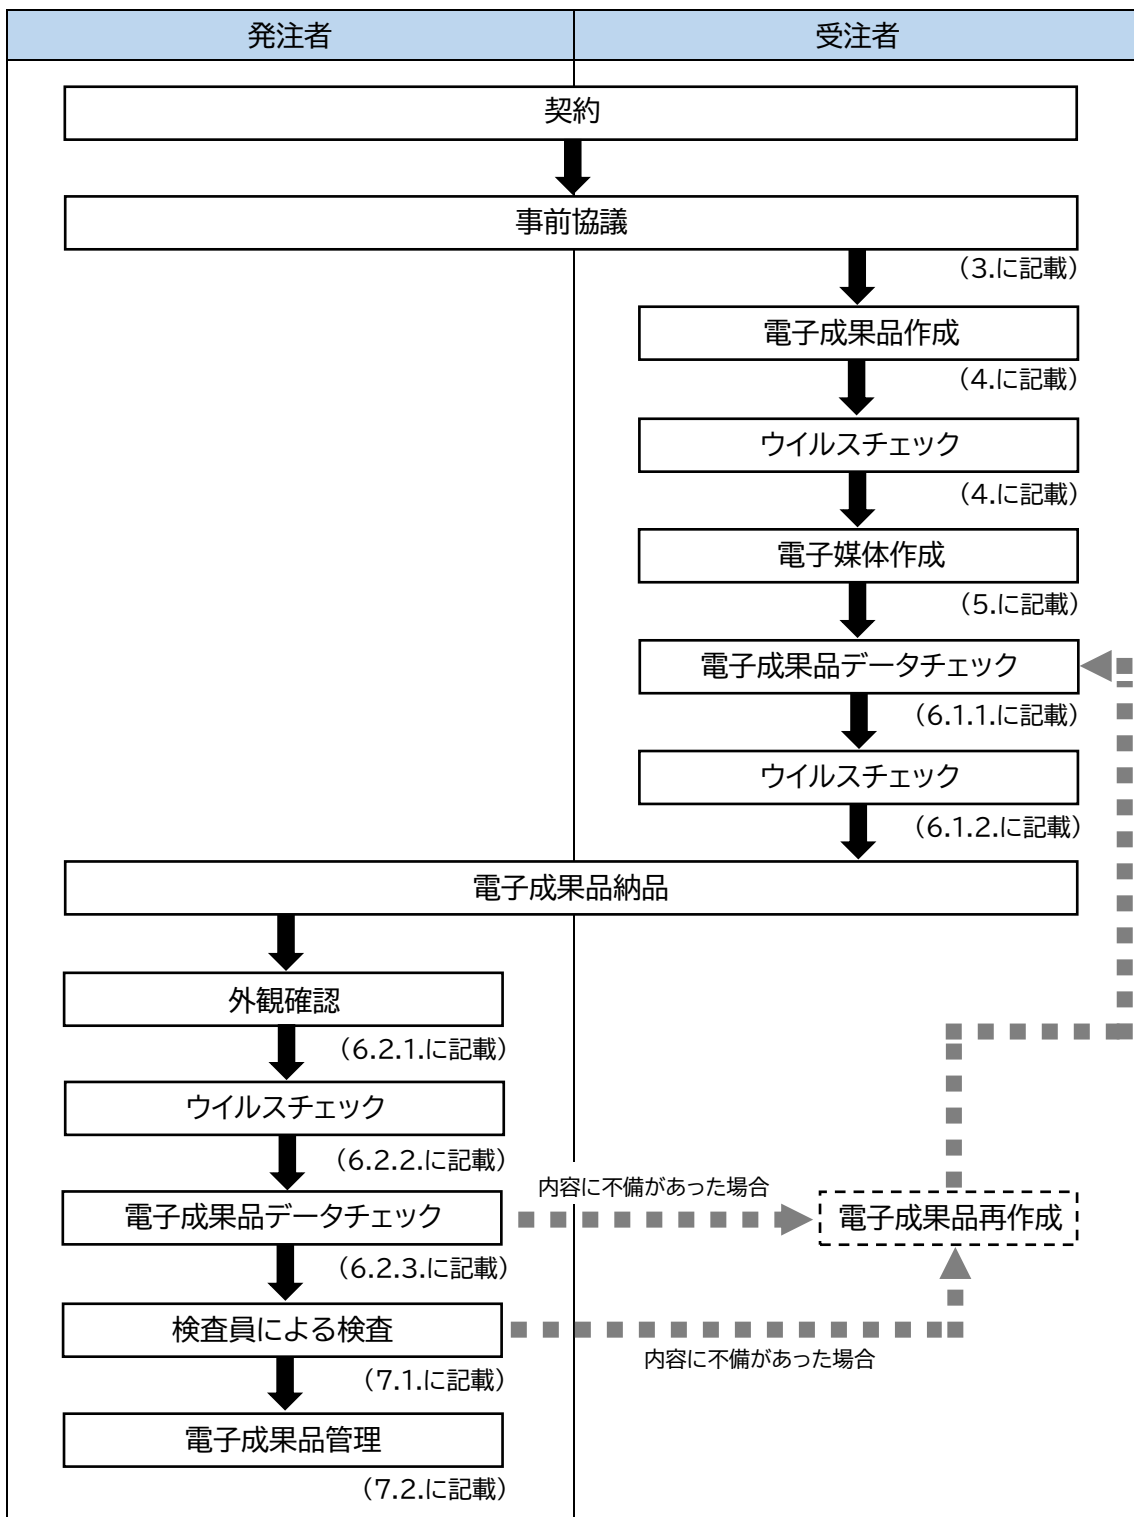 発注者
受注者
契約
事前協議
（3.に記載）
電子成果品作成
（4.に記載）
ウイルスチェック
（4.に記載）
電子媒体作成
（5.に記載）
電子成果品データチェック
（6.1.1.に記載）
ウイルスチェック
（6.1.2.に記載）
電子成果品納品
外観確認
（6.2.1.に記載）
ウイルスチェック
（6.2.2.に記載）
内容に不備があった場合
電子成果品データチェック
電子成果品再作成
（6.2.3.に記載）
検査員による検査
内容に不備があった場合
（7.1.に記載）
電子成果品管理
（7.2.に記載）